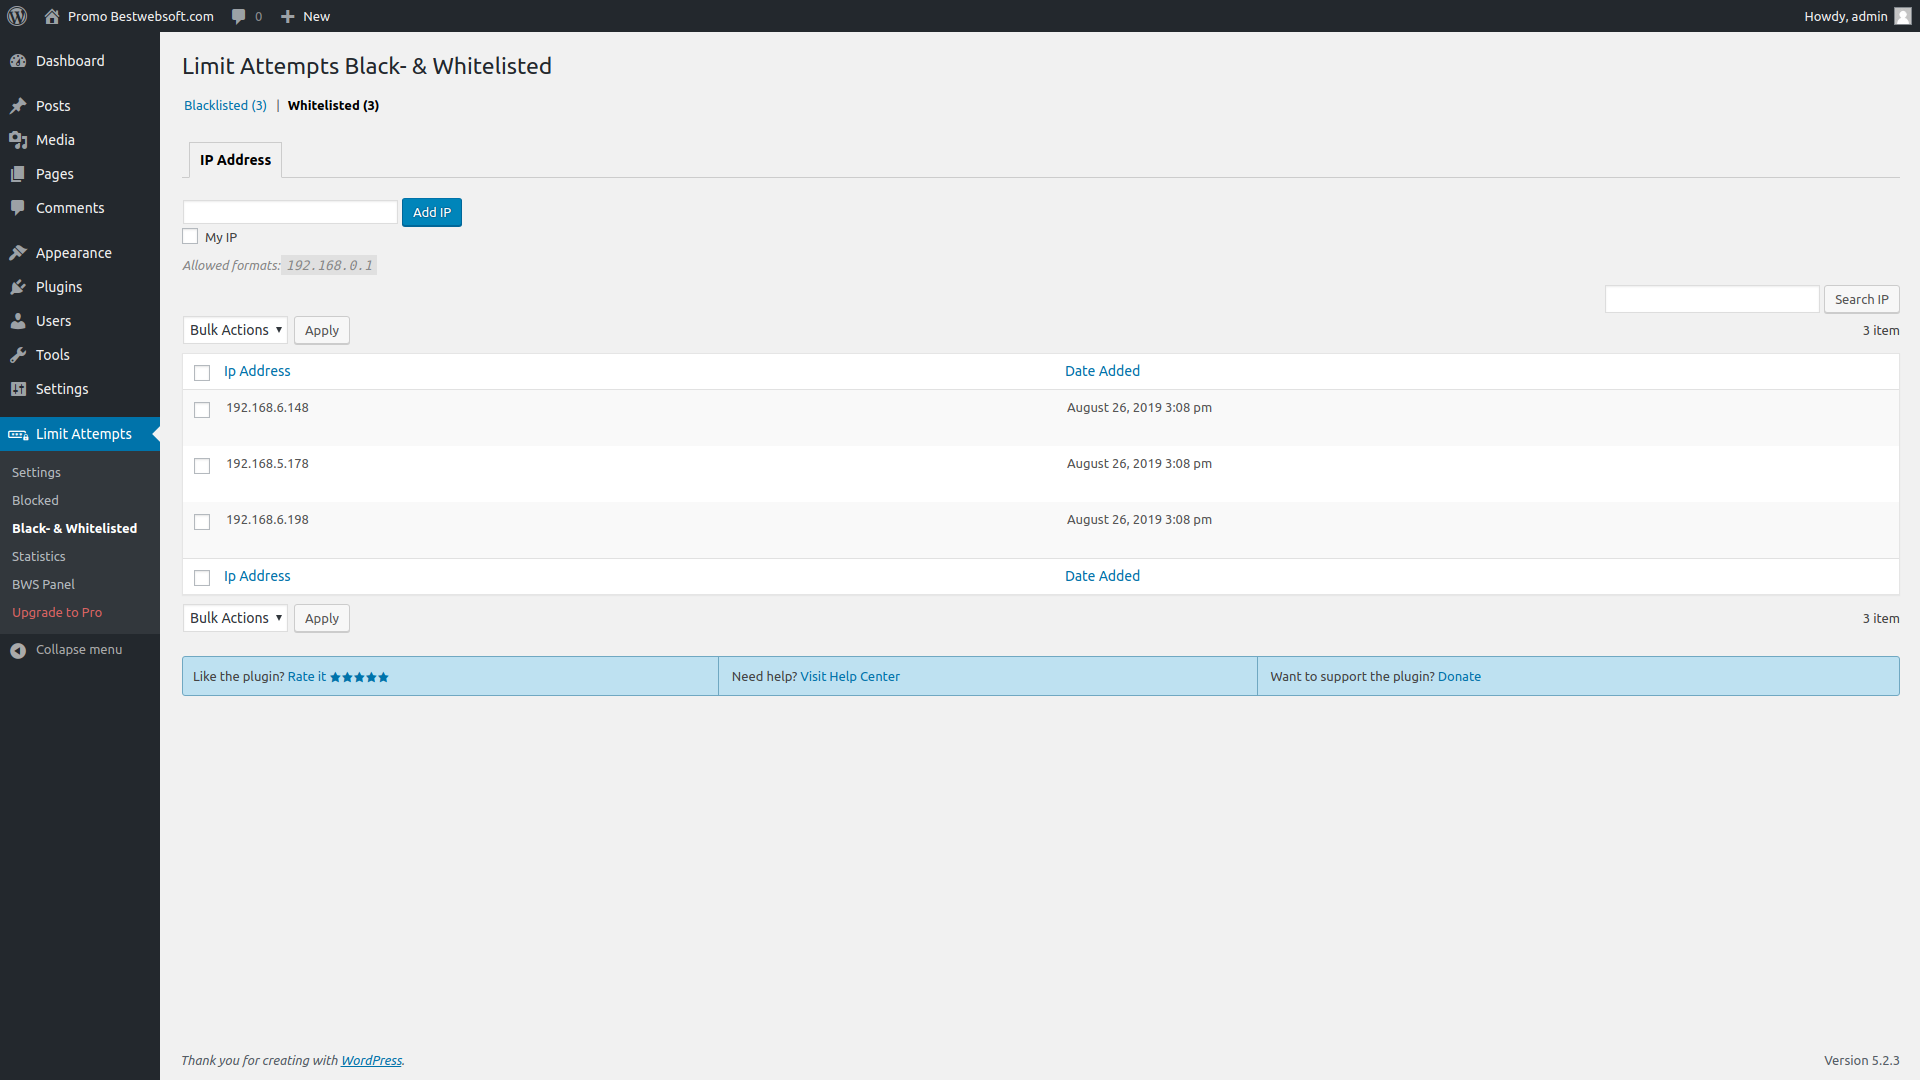 Promo Bestwebsoft.com 0 New Howdy, admin
Dashboard
Posts
Media
Pages
Comments
Appearance
Plugins
Users
Tools
Settings
Limit Attempts
Settings
Blocked
Black- & Whitelisted
Statistics
BWS Panel
Upgrade to Pro
Collapse menu
Limit Attempts Black- & Whitelisted
Blacklisted (3) | Whitelisted (3)
IP Address
Add IP
My IP
Allowed formats: 192.168.0.1
Search IP
Bulk Actions Apply 3 item
Ip Address Date Added
192.168.6.148 August 26, 2019 3:08 pm
192.168.5.178 August 26, 2019 3:08 pm
192.168.6.198 August 26, 2019 3:08 pm
Ip Address Date Added
Bulk Actions Apply 3 item
Like the plugin? Rate it ★★★★★ Need help? Visit Help Center Want to support the plugin? Donate
Thank you for creating with WordPress. Version 5.2.3